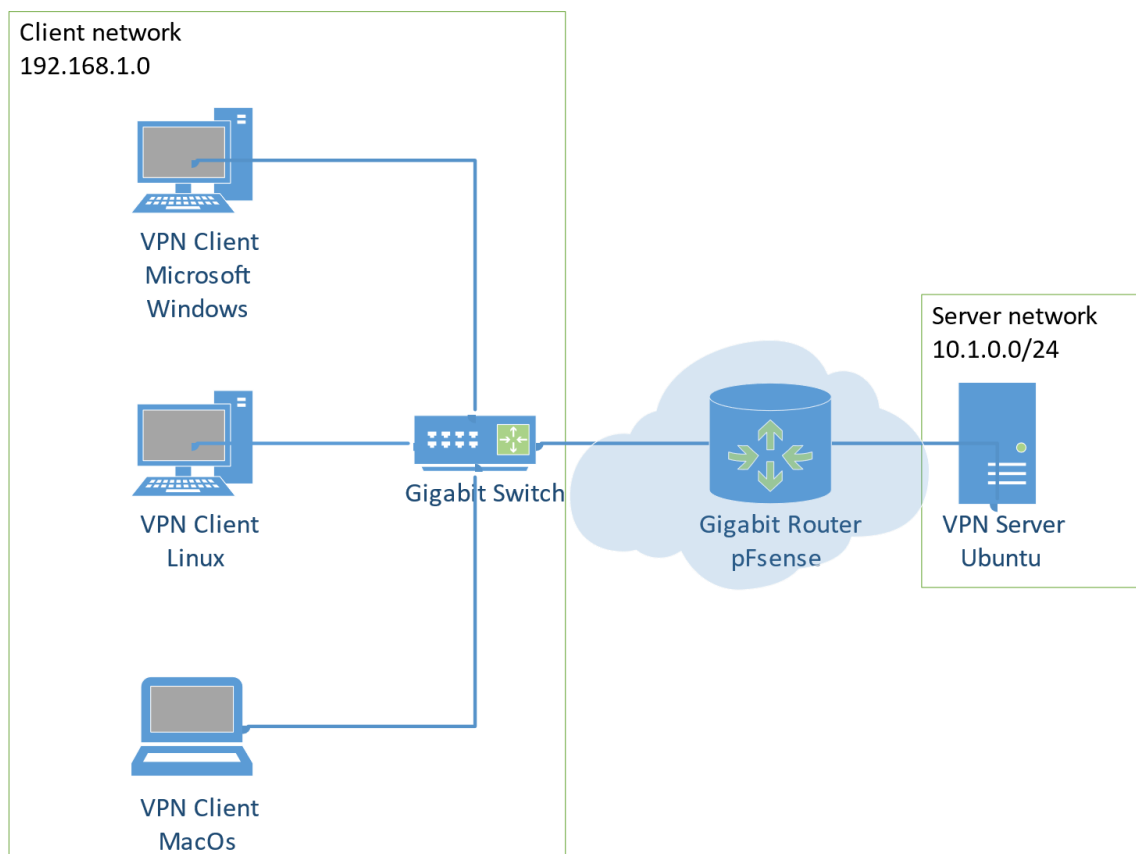 Client network
192.168.1.0
VPN Client
Microsoft
Windows
VPN Client
Linux
VPN Client
MacOs
Gigabit Switch
Gigabit Router
pFsense
Server network
10.1.0.0/24
VPN Server
Ubuntu